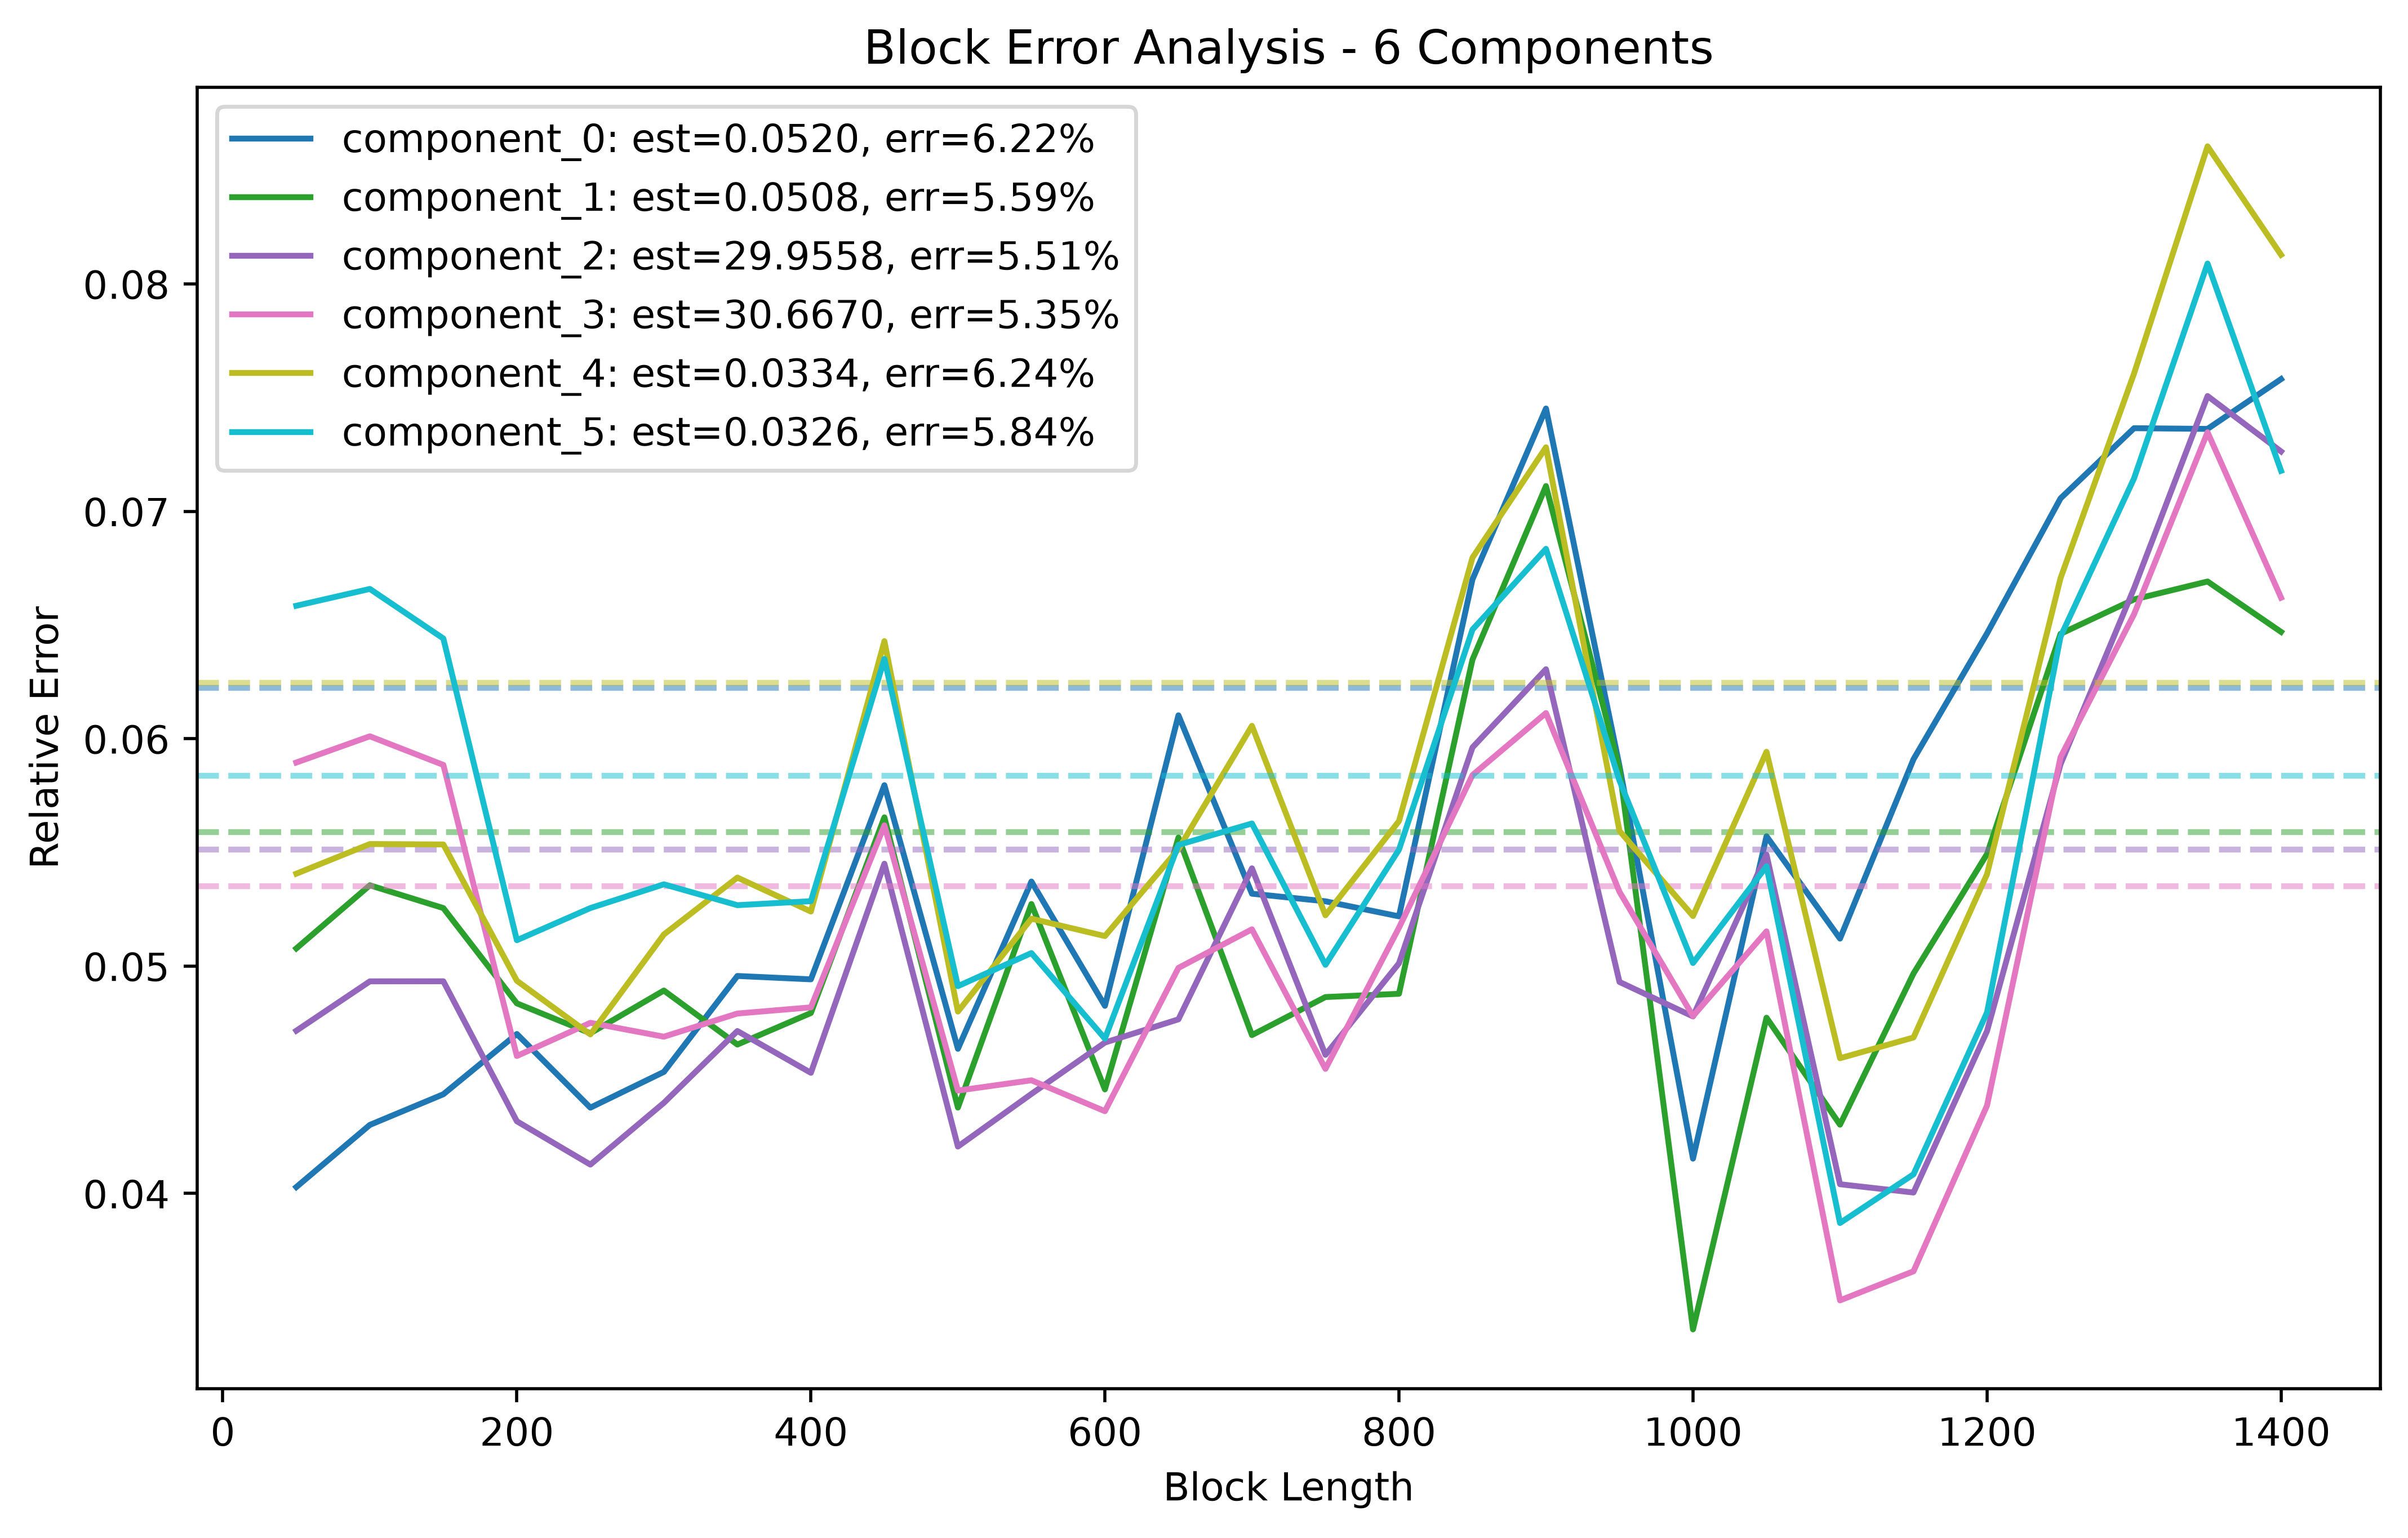 Block Error Analysis - 6 Components
component_0: est=0.0520, err=6.22%
component_1: est=0.0508, err=5.59%
component_2: est=29.9558, err=5.51%
component_3: est=30.6670, err=5.35%
component_4: est=0.0334, err=6.24%
component_5: est=0.0326, err=5.84%
0.08
0.07
0.06
0.05
0.04
Relative Error
0 200 400 600 800 1000 1200 1400
Block Length